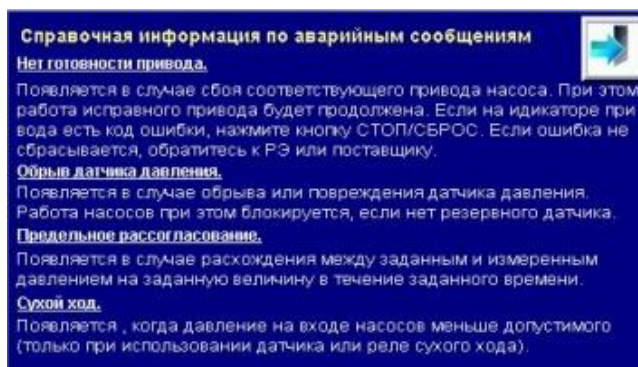 Справочная информация по аварийным сообщениям
Нет готовности привода.
Появляется в случае сбоя соответствующего привода насоса. При этом
работа исправного привода будет продолжена. Если на идикаторе при
вода есть код ошибки, нажмите кнопку СТОП/СБРОС. Если ошибка не
сбрасывается, обратитесь к РЭ или поставщику.
Обрыв датчика давления.
Появляется в случае обрыва или повреждения датчика давления.
Работа насосов при этом блокируется, если нет резервного датчика.
Предельное рассогласование.
Появляется в случае расхождения между заданным и измеренным
давлением на заданную величину в течение заданного времени.
Сухой ход.
Появляется , когда давление на входе насосов меньше допустимого
(только при использовании датчика или реле сухого хода).